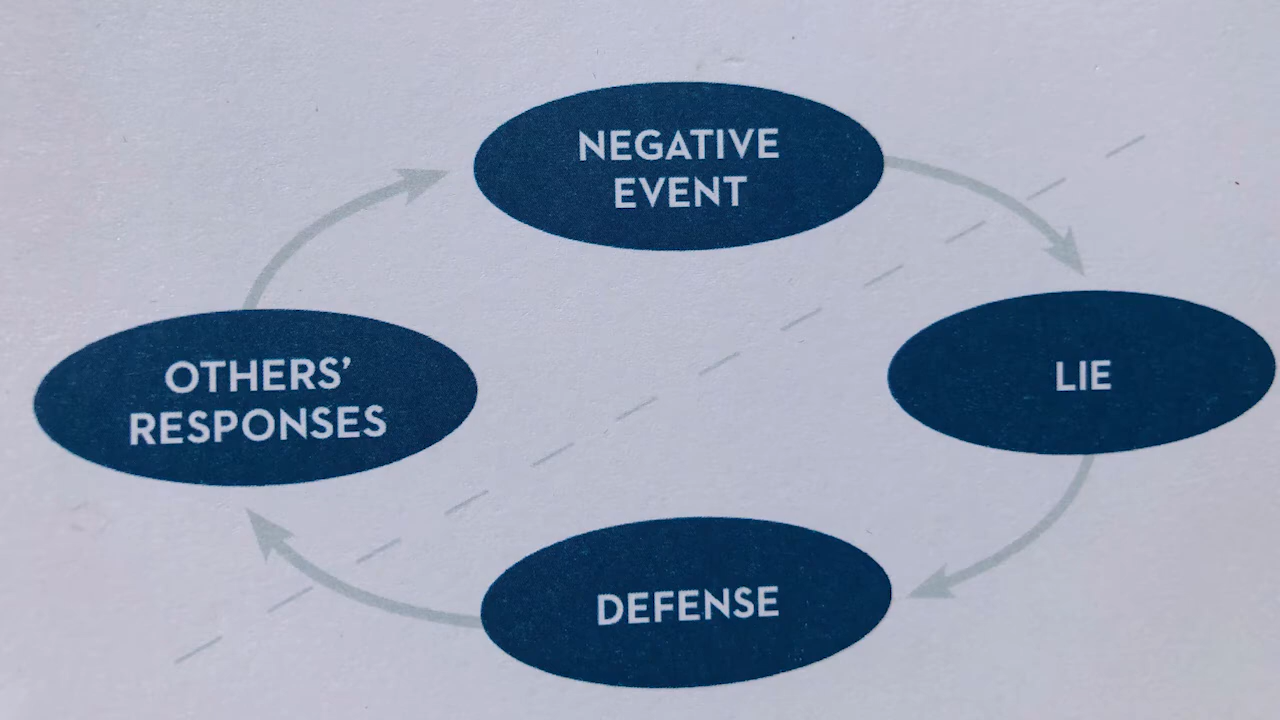 NEGATIVE
EVENT
OTHERS’
RESPONSES
LIE
DEFENSE